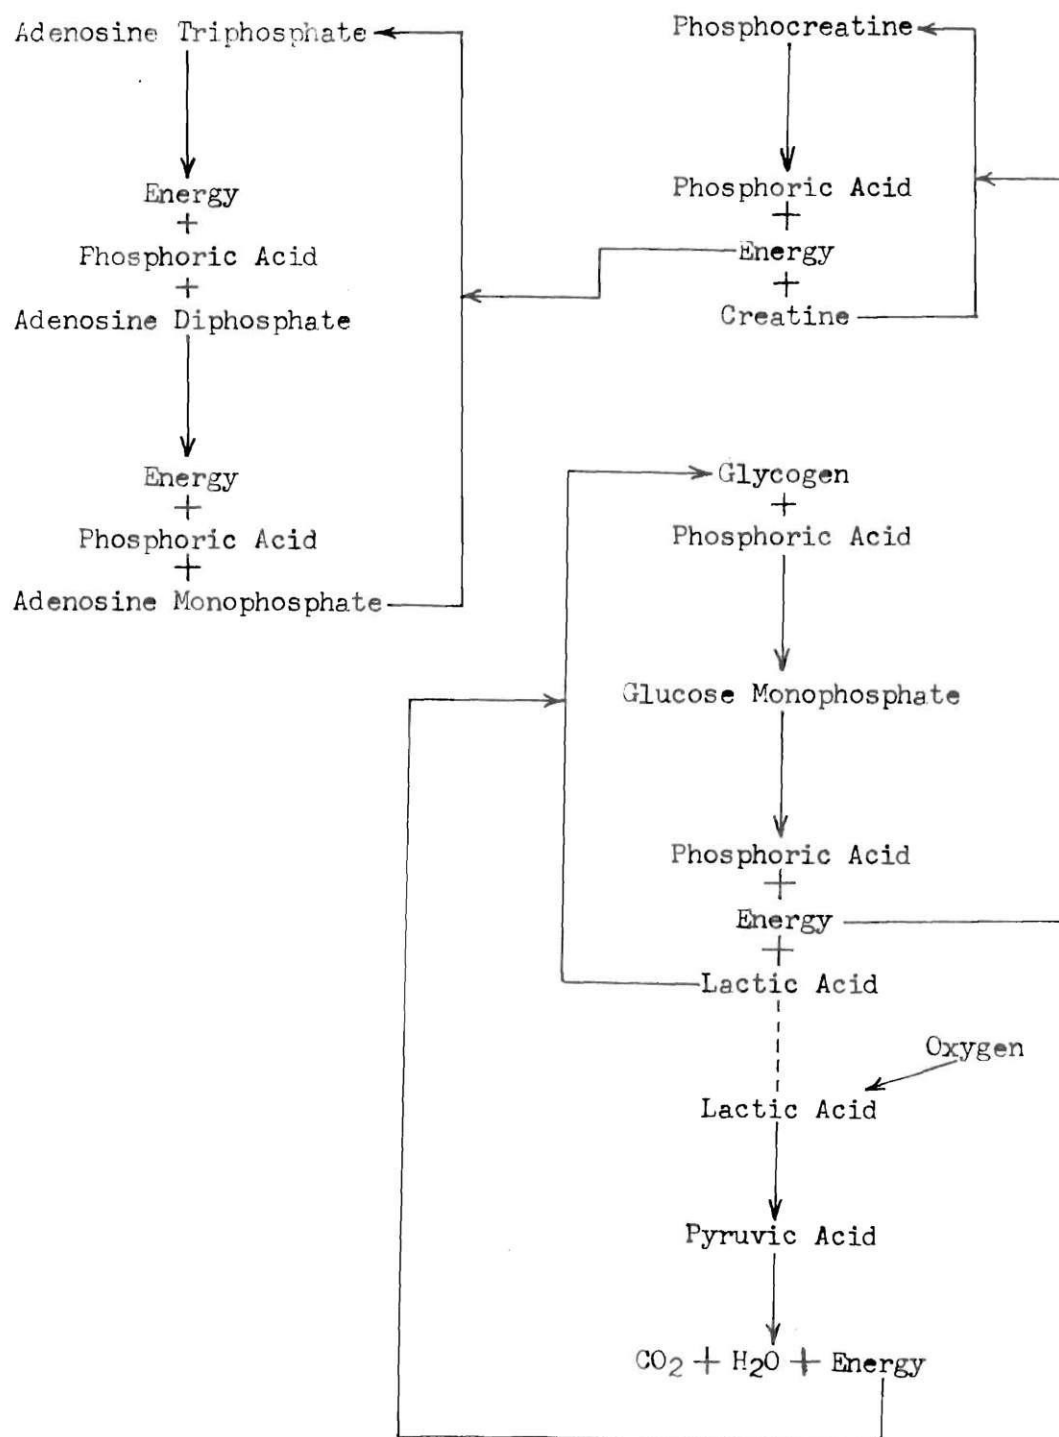 Adenosine Triphosphate
Energy
+
Phosphoric Acid
+
Adenosine Diphosphate
Energy
+
Phosphoric Acid
+
Adenosine Monophosphate
Phosphocreatine
Phosphoric Acid
+
Energy
+
Creatine
Glycogen
+
Phosphoric Acid
Glucose Monophosphate
Phosphoric Acid
+
Energy
+
Lactic Acid
Oxygen
Lactic Acid
Pyruvic Acid
CO2 + H2O + Energy